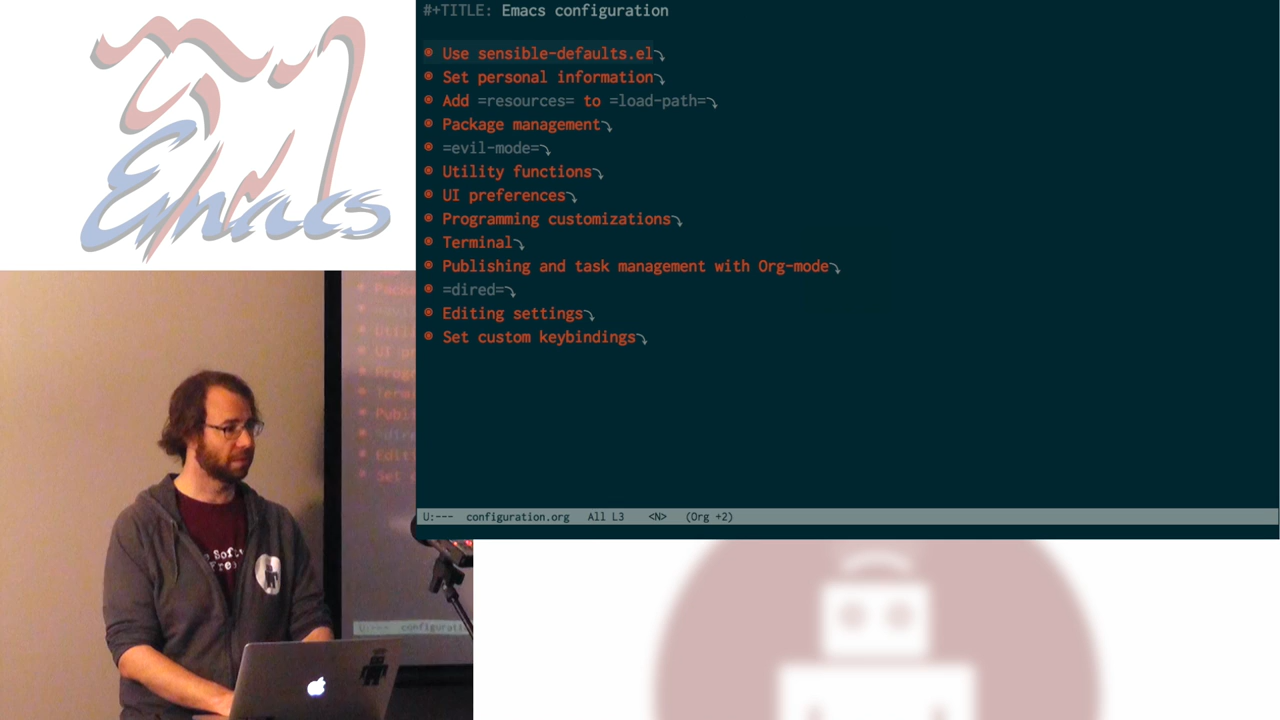 Emacs
#+TITLE: Emacs configuration
Use sensible-defaults.el
Set personal information
Add =resources= to =load-path=
Package management
=evil-mode=
Utility functions
UI preferences
Programming customizations
Terminal
Publishing and task management with Org-mode
=dired=
Editing settings
Set custom keybindings
U:--- configuration.org All L3 <N> (Org +2)